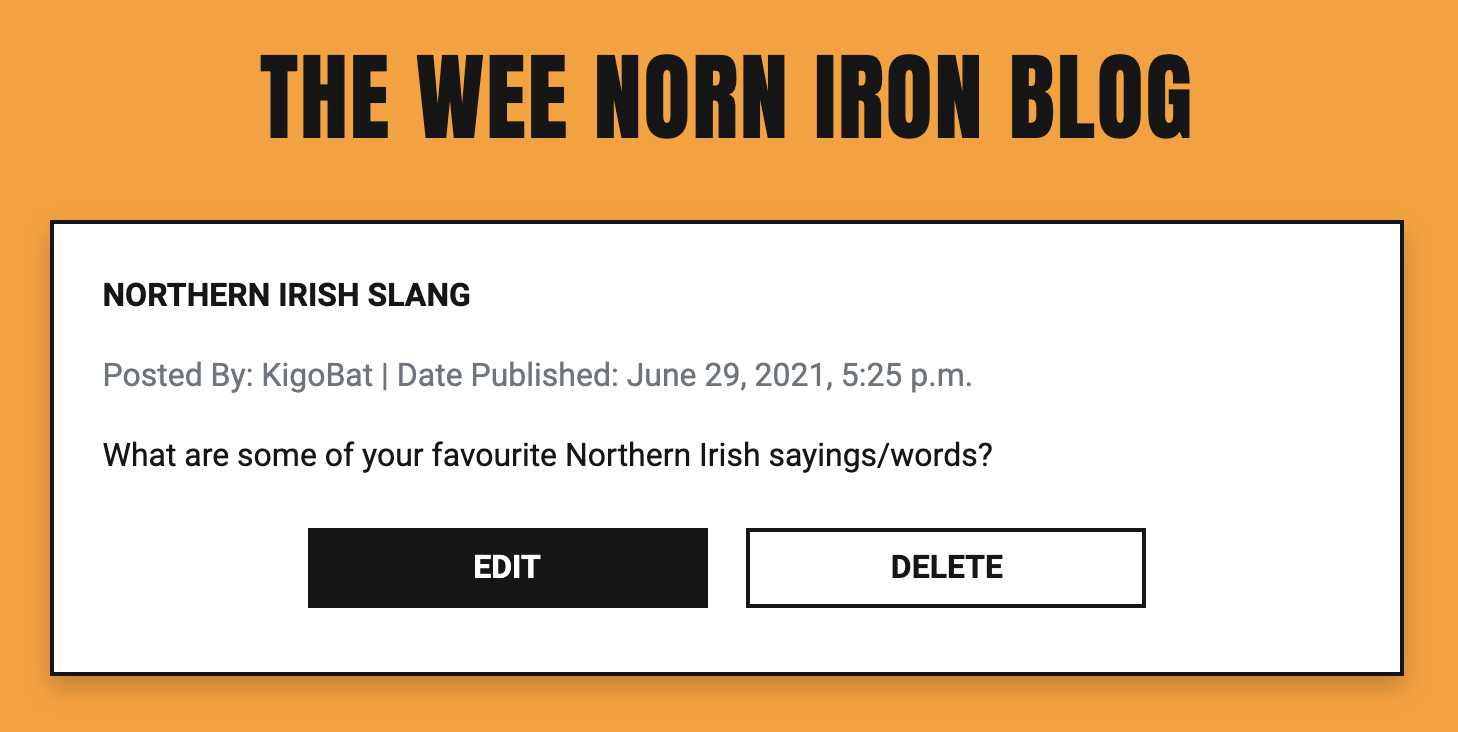 THE WEE NORN IRON BLOG
NORTHERN IRISH SLANG
Posted By: KigoBat | Date Published: June 29, 2021, 5:25 p.m.
What are some of your favourite Northern Irish sayings/words?
EDIT
DELETE